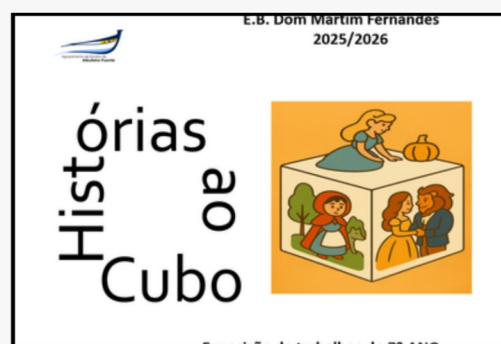 E.B. Dom Martim Fernandes
2025/2026
Histórias
ao
Cubo